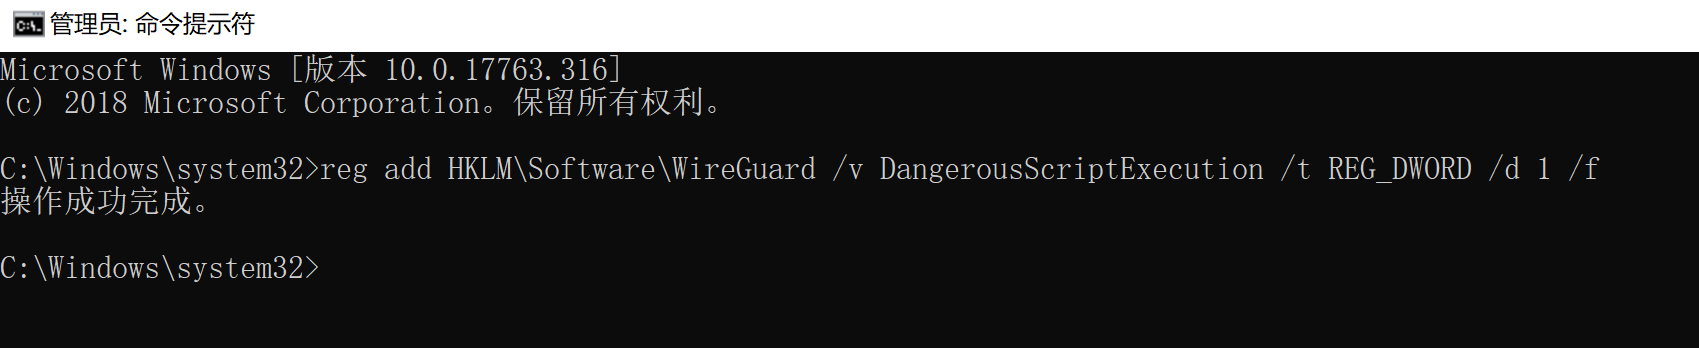 管理员: 命令提示符
Microsoft Windows [版本 10.0.17763.316]
(c) 2018 Microsoft Corporation。保留所有权利。
C:\Windows\system32>reg add HKLM\Software\WireGuard /v DangerousScriptExecution /t REG_DWORD /d 1 /f
操作成功完成。
C:\Windows\system32>